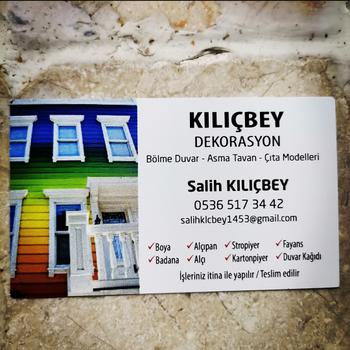 KILIÇBEY
DEKORASYON
Bölme Duvar - Asma Tavan - Çıta Modelleri
Salih KILIÇBEY
0536 517 34 42
salihklcbey1453@gmail.com
✓Boya ✓Alçıpan ✓Stropiyer ✓Fayans
✓Badana ✓Alçı ✓Kartonpiyer ✓Duvar Kağıdı
İşleriniz itina ile yapılır / Teslim edilir